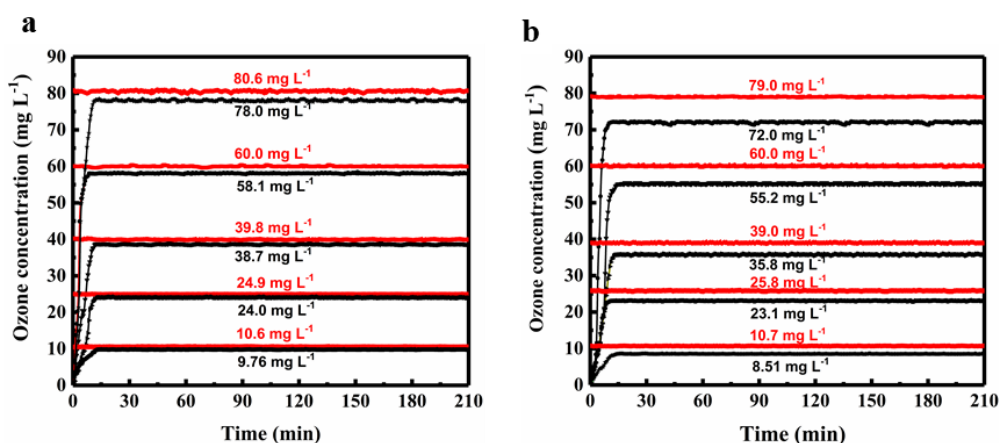 a
Ozone concentration (mg L⁻¹)
90
80
70
60
50
40
30
20
10
0
80.6 mg L⁻¹
78.0 mg L⁻¹
60.0 mg L⁻¹
58.1 mg L⁻¹
39.8 mg L⁻¹
38.7 mg L⁻¹
24.9 mg L⁻¹
24.0 mg L⁻¹
10.6 mg L⁻¹
9.76 mg L⁻¹
0 30 60 90 120 150 180 210
Time (min)
b
Ozone concentration (mg L⁻¹)
90
80
70
60
50
40
30
20
10
0
79.0 mg L⁻¹
72.0 mg L⁻¹
60.0 mg L⁻¹
55.2 mg L⁻¹
39.0 mg L⁻¹
35.8 mg L⁻¹
25.8 mg L⁻¹
23.1 mg L⁻¹
10.7 mg L⁻¹
8.51 mg L⁻¹
0 30 60 90 120 150 180 210
Time (min)